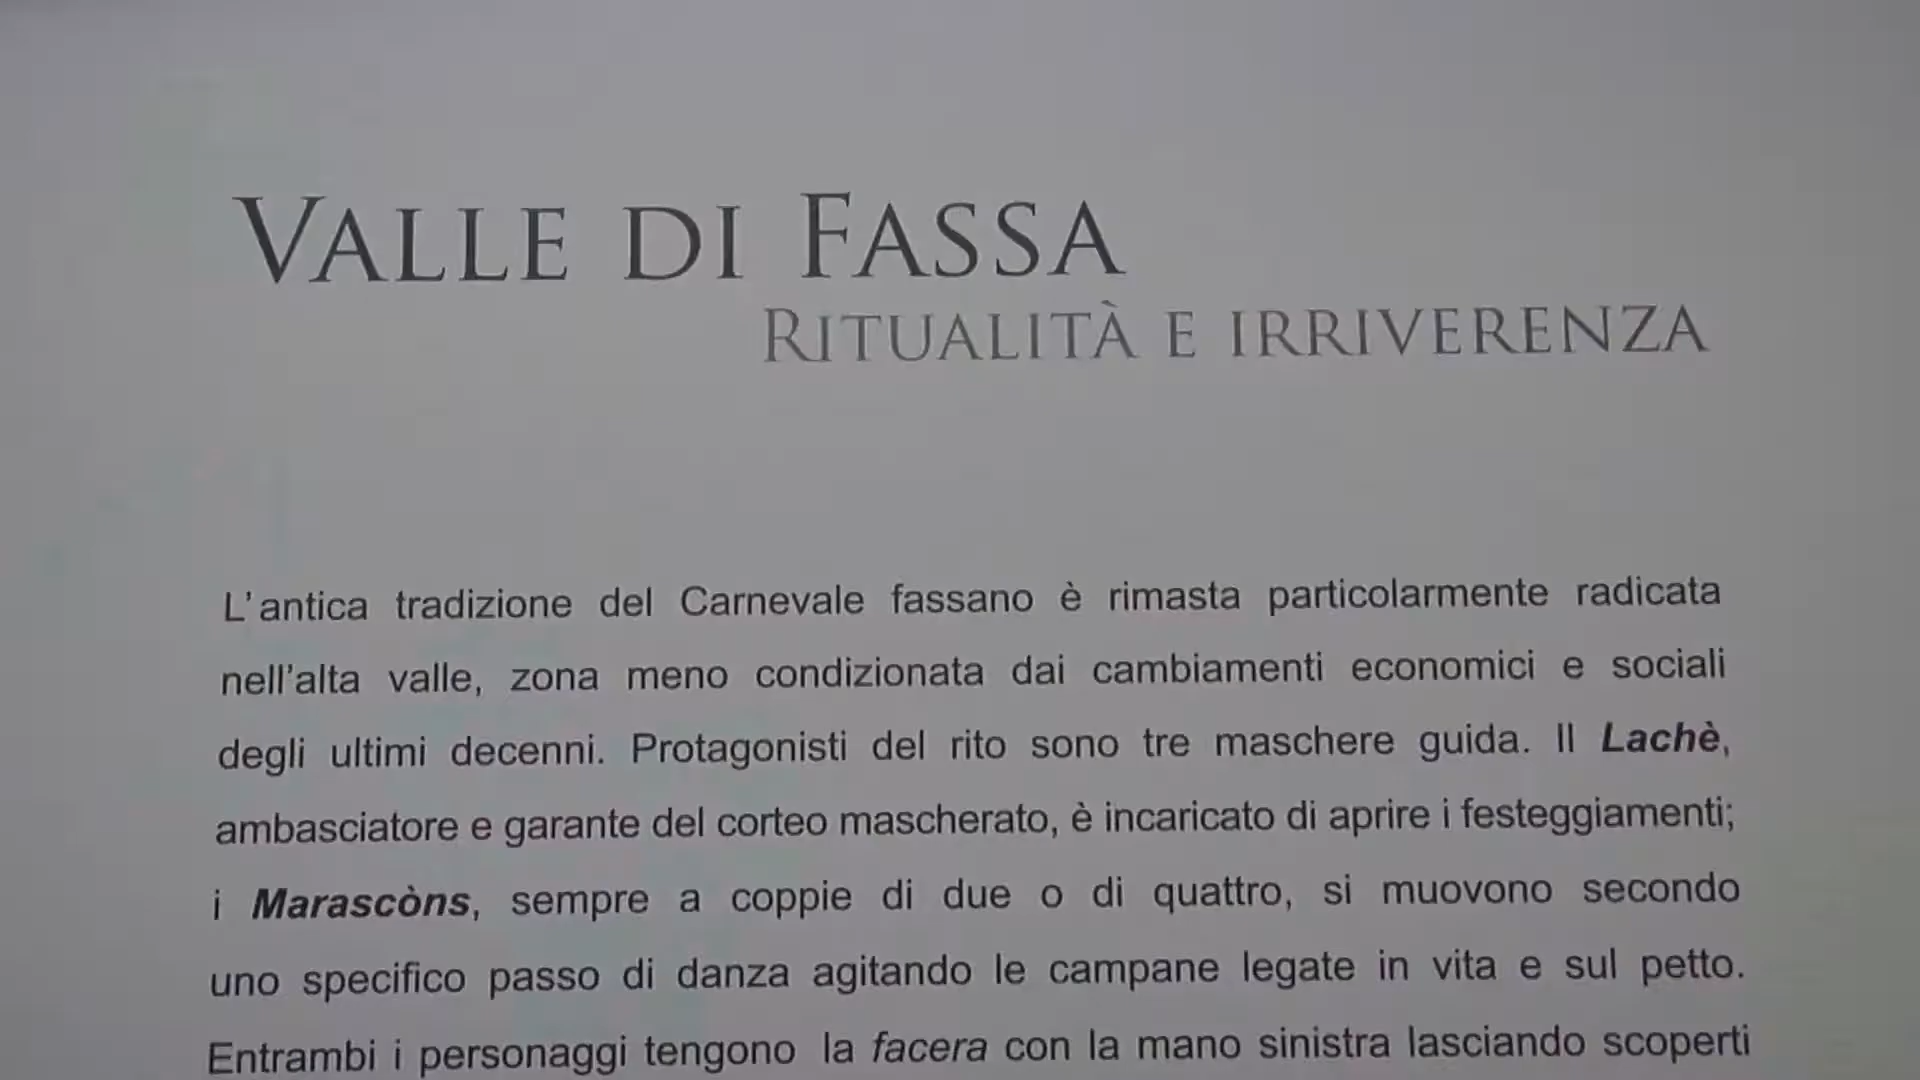 VALLE DI FASSA
RITUALITÀ E IRRIVERENZA
L'antica tradizione del Carnevale fassano è rimasta particolarmente radicata
nell'alta valle, zona meno condizionata dai cambiamenti economici e sociali
degli ultimi decenni. Protagonisti del rito sono tre maschere guida. Il Lachè,
ambasciatore e garante del corteo mascherato, è incaricato di aprire i festeggiamenti;
i Marascòns, sempre a coppie di due o di quattro, si muovono secondo
uno specifico passo di danza agitando le campane legate in vita e sul petto.
Entrambi i personaggi tengono la facera con la mano sinistra lasciando scoperti